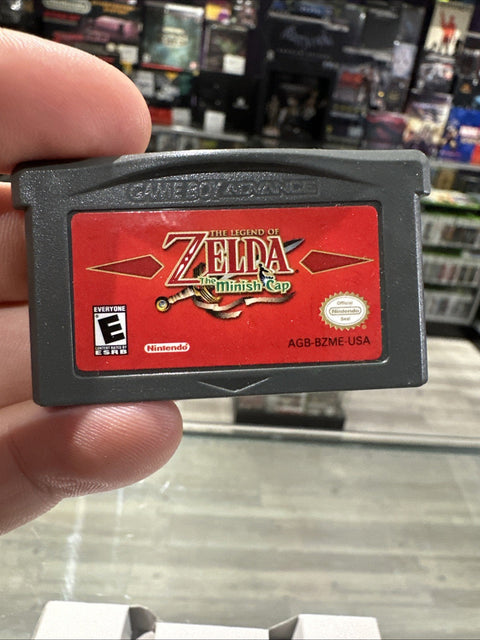 GAME BOY ADVANCE
THE LEGEND OF
ZELDA
The Minish Cap
EVERYONE
E
CONTENT RATED BY
ESRB
Nintendo
Official
Nintendo
Seal
AGB-BZME-USA